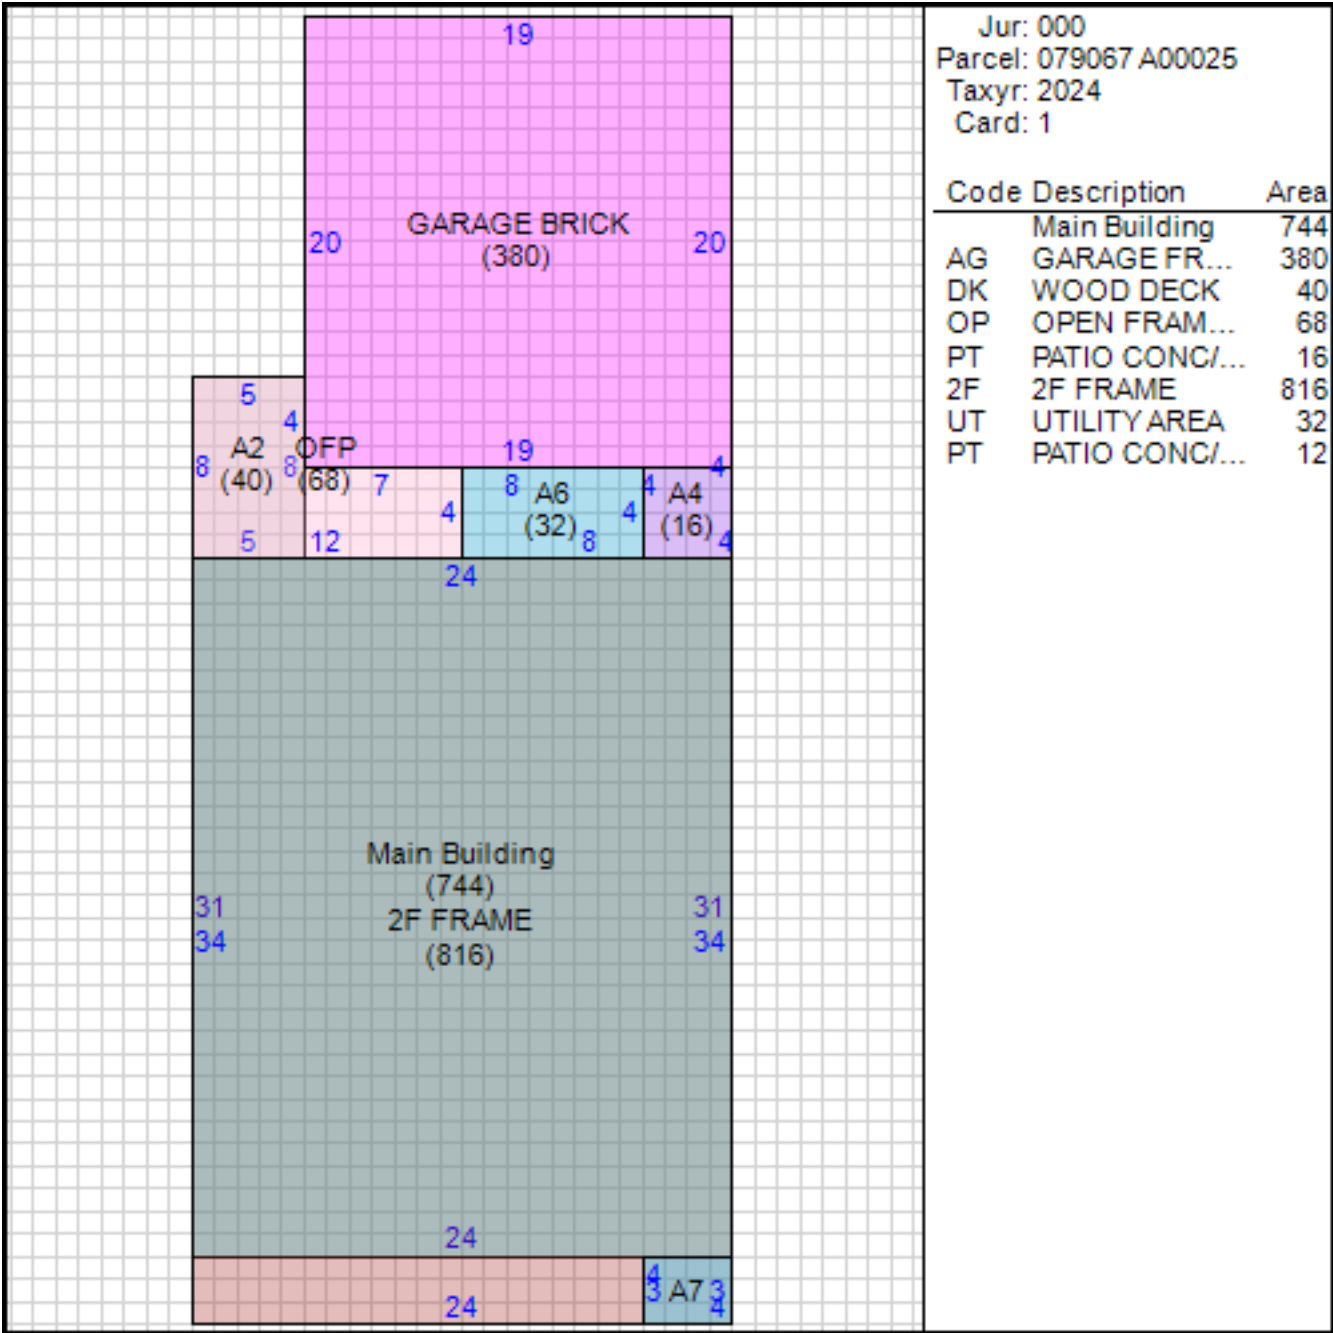 19
GARAGE BRICK
(380)
20
20
19
5
4
A2
(40)
8
8
5
OFP
(68)
7
4
12
8
A6
(32)
4
8
4
4
A4
(16)
4
24
Main Building
(744)
2F FRAME
(816)
31
34
31
34
24
24
4
3
A7
3
4
Jur: 000
Parcel: 079067 A00025
Taxyr: 2024
Card: 1
Code Description Area
Main Building 744
AG GARAGE FR... 380
DK WOOD DECK 40
OP OPEN FRAM... 68
PT PATIO CONC/... 16
2F 2F FRAME 816
UT UTILITY AREA 32
PT PATIO CONC/... 12